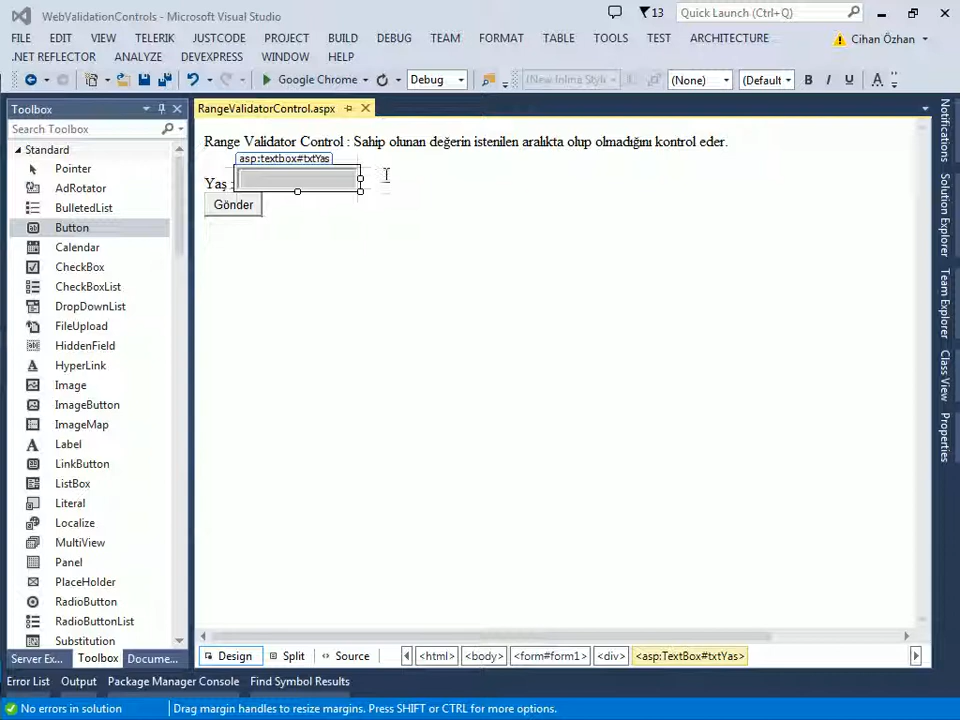 WebValidationControls - Microsoft Visual Studio
13
Quick Launch (Ctrl+Q)
FILE EDIT VIEW TELERIK JUSTCODE PROJECT BUILD DEBUG TEAM FORMAT TABLE TOOLS TEST ARCHITECTURE
Cihan Özhan
.NET REFLECTOR ANALYZE DEVEXPRESS WINDOW HELP
Google Chrome
Debug
(New Inline Style
(None)
(Default
B I U A
Toolbox
RangeValidatorControl.aspx
Search Toolbox
Range Validator Control : Sahip olunan değerin istenilen aralıkta olup olmadığını kontrol eder.
asp:textbox#txtYas
Yaş :
Gönder
Standard
Pointer
AdRotator
BulletedList
Button
Calendar
CheckBox
CheckBoxList
DropDownList
FileUpload
HiddenField
HyperLink
Image
ImageButton
ImageMap
Label
LinkButton
ListBox
Literal
Localize
MultiView
Panel
PlaceHolder
RadioButton
RadioButtonList
Substitution
Notifications
Solution Explorer
Team Explorer
Class View
Properties
Server Ex... Toolbox Docume...
Design Split Source
<html> <body> <form#form1> <div> <asp:TextBox#txtYas>
Error List Output Package Manager Console Find Symbol Results
No errors in solution
Drag margin handles to resize margins. Press SHIFT or CTRL for more options.